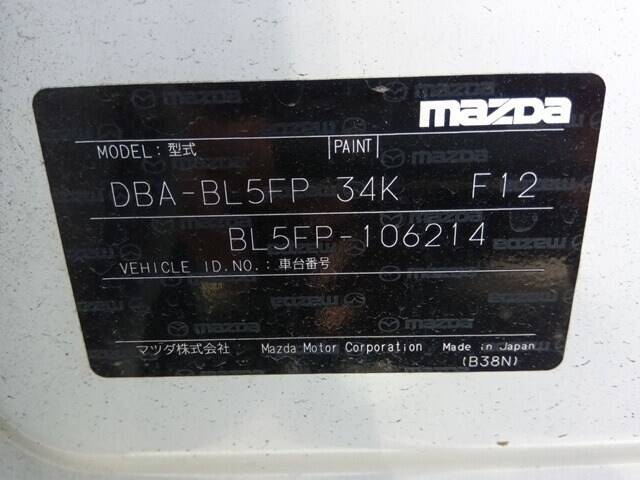 mazda
MODEL: 型式 PAINT
DBA-BL5FP 34K F12
BL5FP-106214
VEHICLE ID.NO.: 車台番号
マツダ株式会社 Mazda Motor Corporation Made in Japan
(B38N)